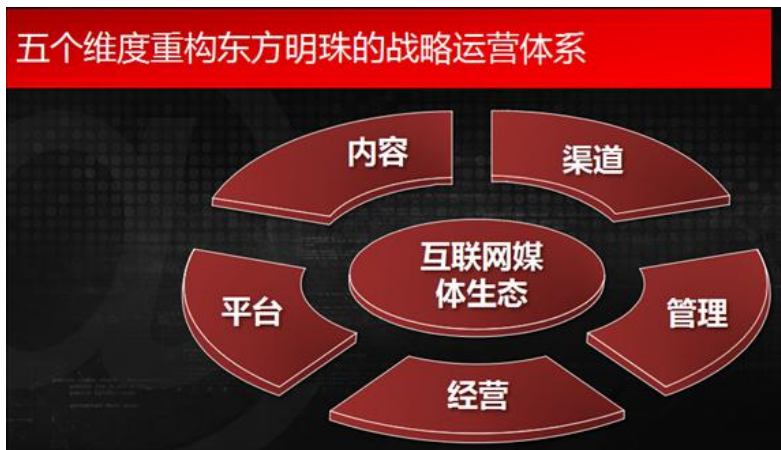 五个维度重构东方明珠的战略运营体系
内容
渠道
互联网媒
体生态
平台
管理
经营